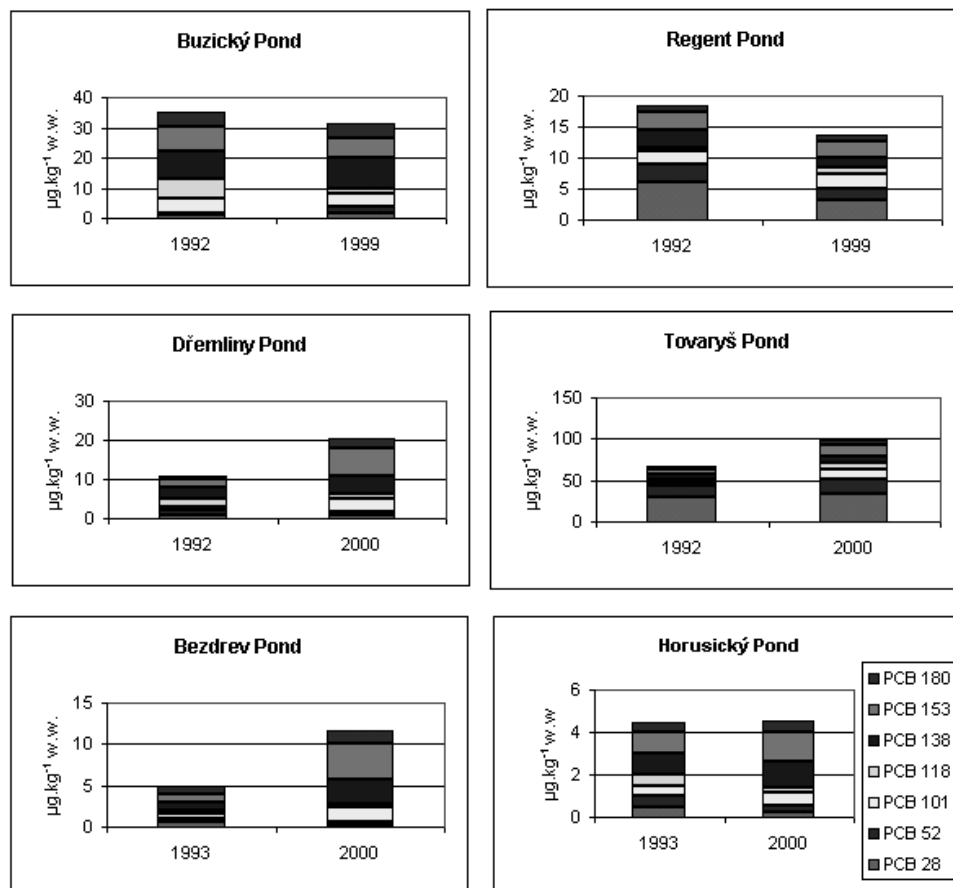 Buzický Pond
µg.kg⁻¹ w.w.
40
30
20
10
0
1992 1999
Regent Pond
µg.kg⁻¹ w.w.
20
15
10
5
0
1992 1999
Dřemliny Pond
µg.kg⁻¹ w.w.
30
20
10
0
1992 2000
Tovaryš Pond
µg.kg⁻¹ w.w.
150
100
50
0
1992 2000
Bezdrev Pond
µg.kg⁻¹ w.w.
15
10
5
0
1993 2000
Horusický Pond
µg.kg⁻¹ w.w
6
4
2
0
1993 2000
PCB 180
PCB 153
PCB 138
PCB 118
PCB 101
PCB 52
PCB 28